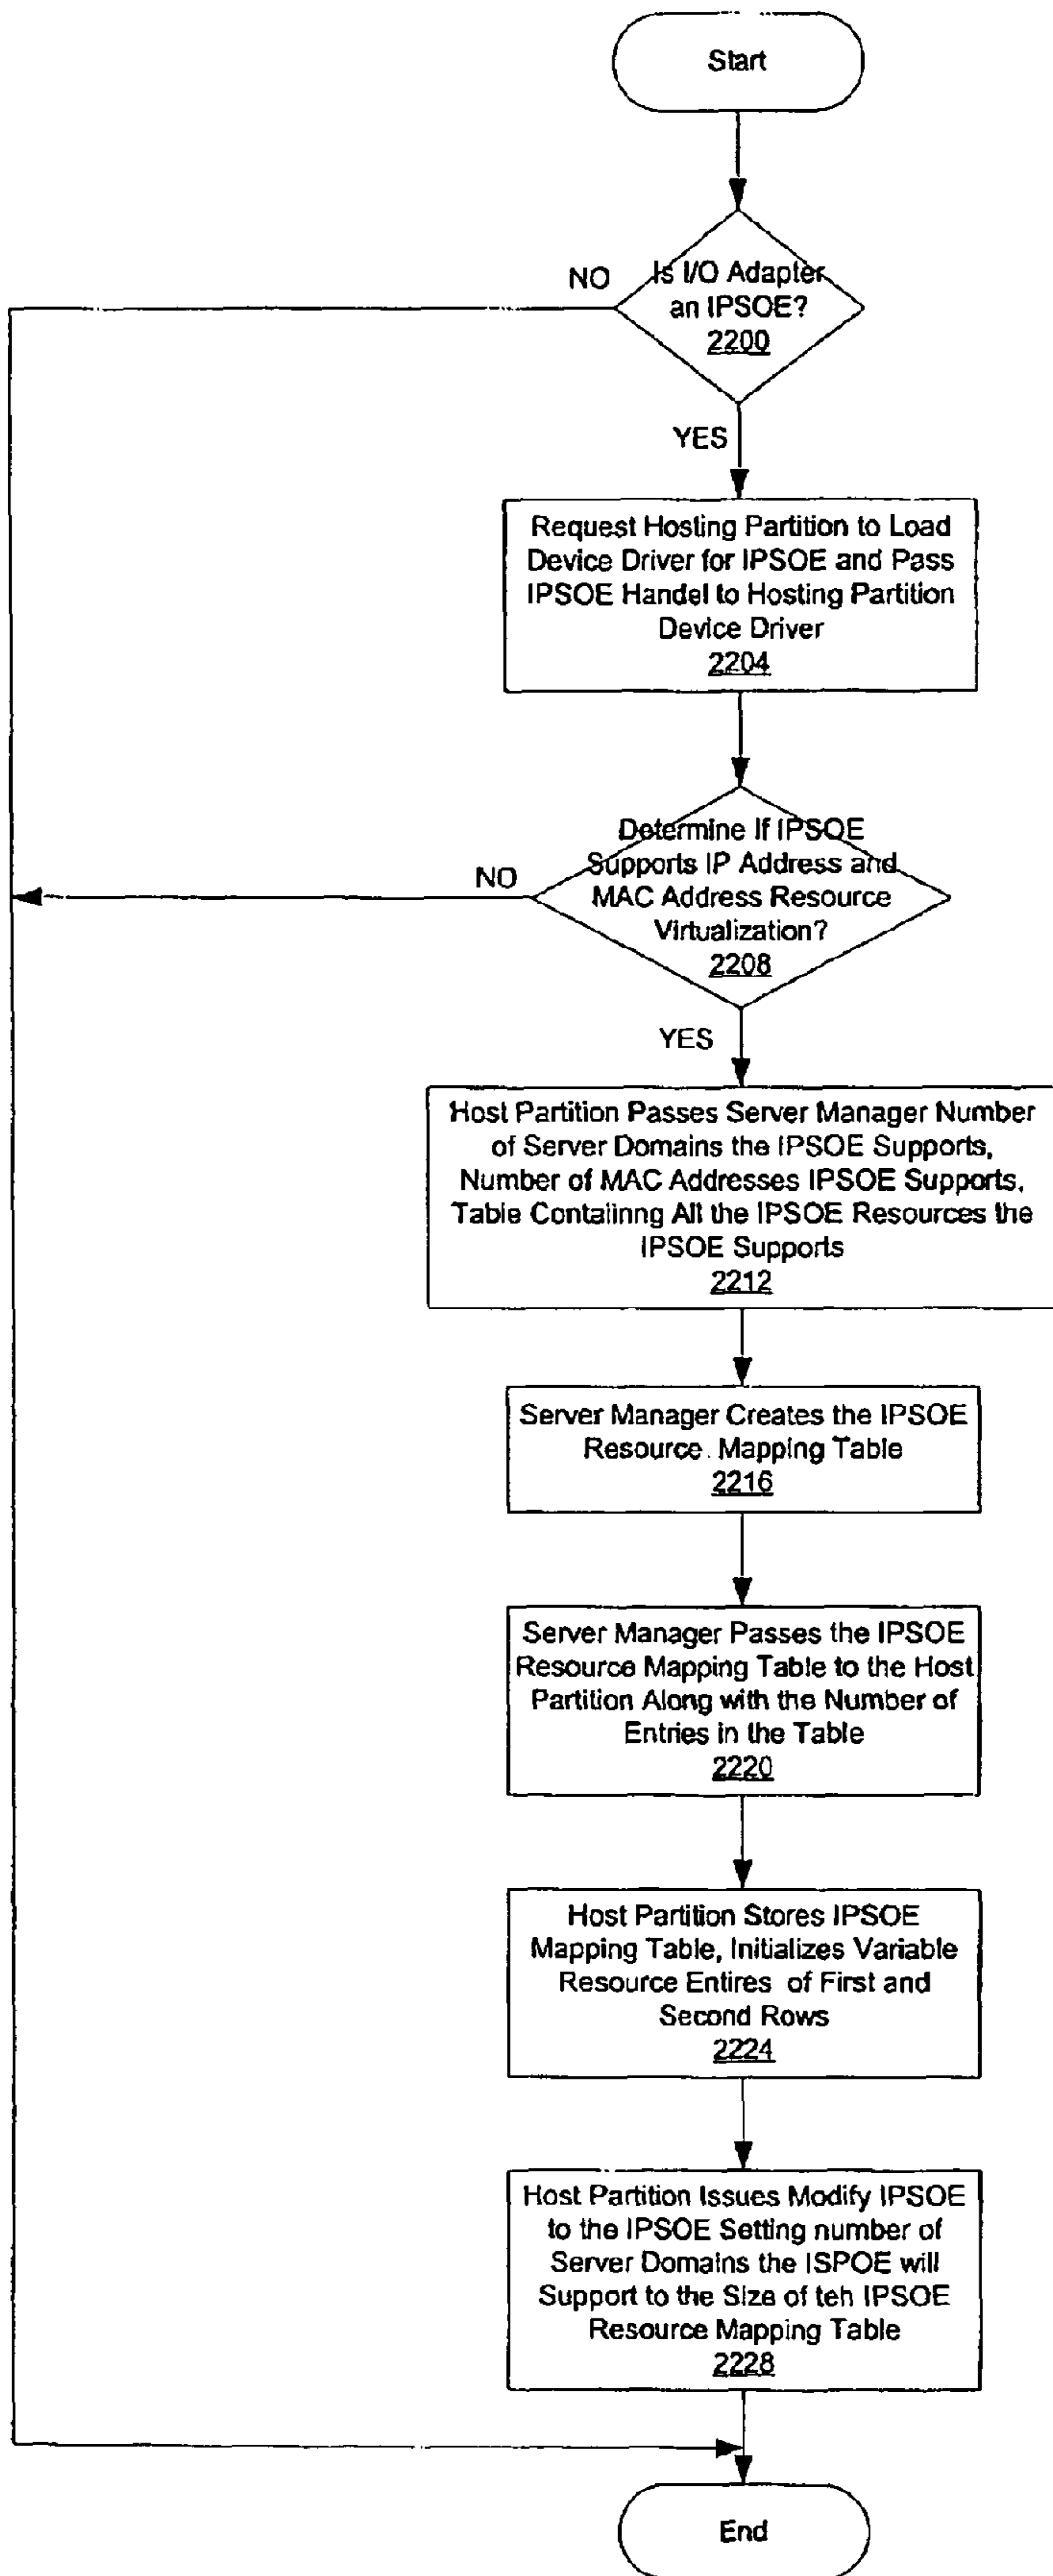 Start
NO
Is I/O Adapter
an IPSOE?
2200
YES
Request Hosting Partition to Load
Device Driver for IPSOE and Pass
IPSOE Handel to Hosting Partition
Device Driver
2204
Determine If IPSOE
Supports IP Address and
NO
MAC Address Resource
Virtualization?
2208
YES
Host Partition Passes Server Manager Number
of Server Domains the IPSOE Supports,
Number of MAC Addresses IPSOE Supports,
Table Contaiinng All the IPSOE Resources the
IPSOE Supports
2212
Server Manager Creates the IPSOE
Resource Mapping Table
2216
Server Manager Passes the IPSOE
Resource Mapping Table to the Host
Partition Along with the Number of
Entries in the Table
2220
Host Partition Stores IPSOE
Mapping Table, Initializes Variable
Resource Entires of First and
Second Rows
2224
Host Partition Issues Modify IPSOE
to the IPSOE Setting number of
Server Domains the ISPOE will
Support to the Size of teh IPSOE
Resource Mapping Table
2228
End